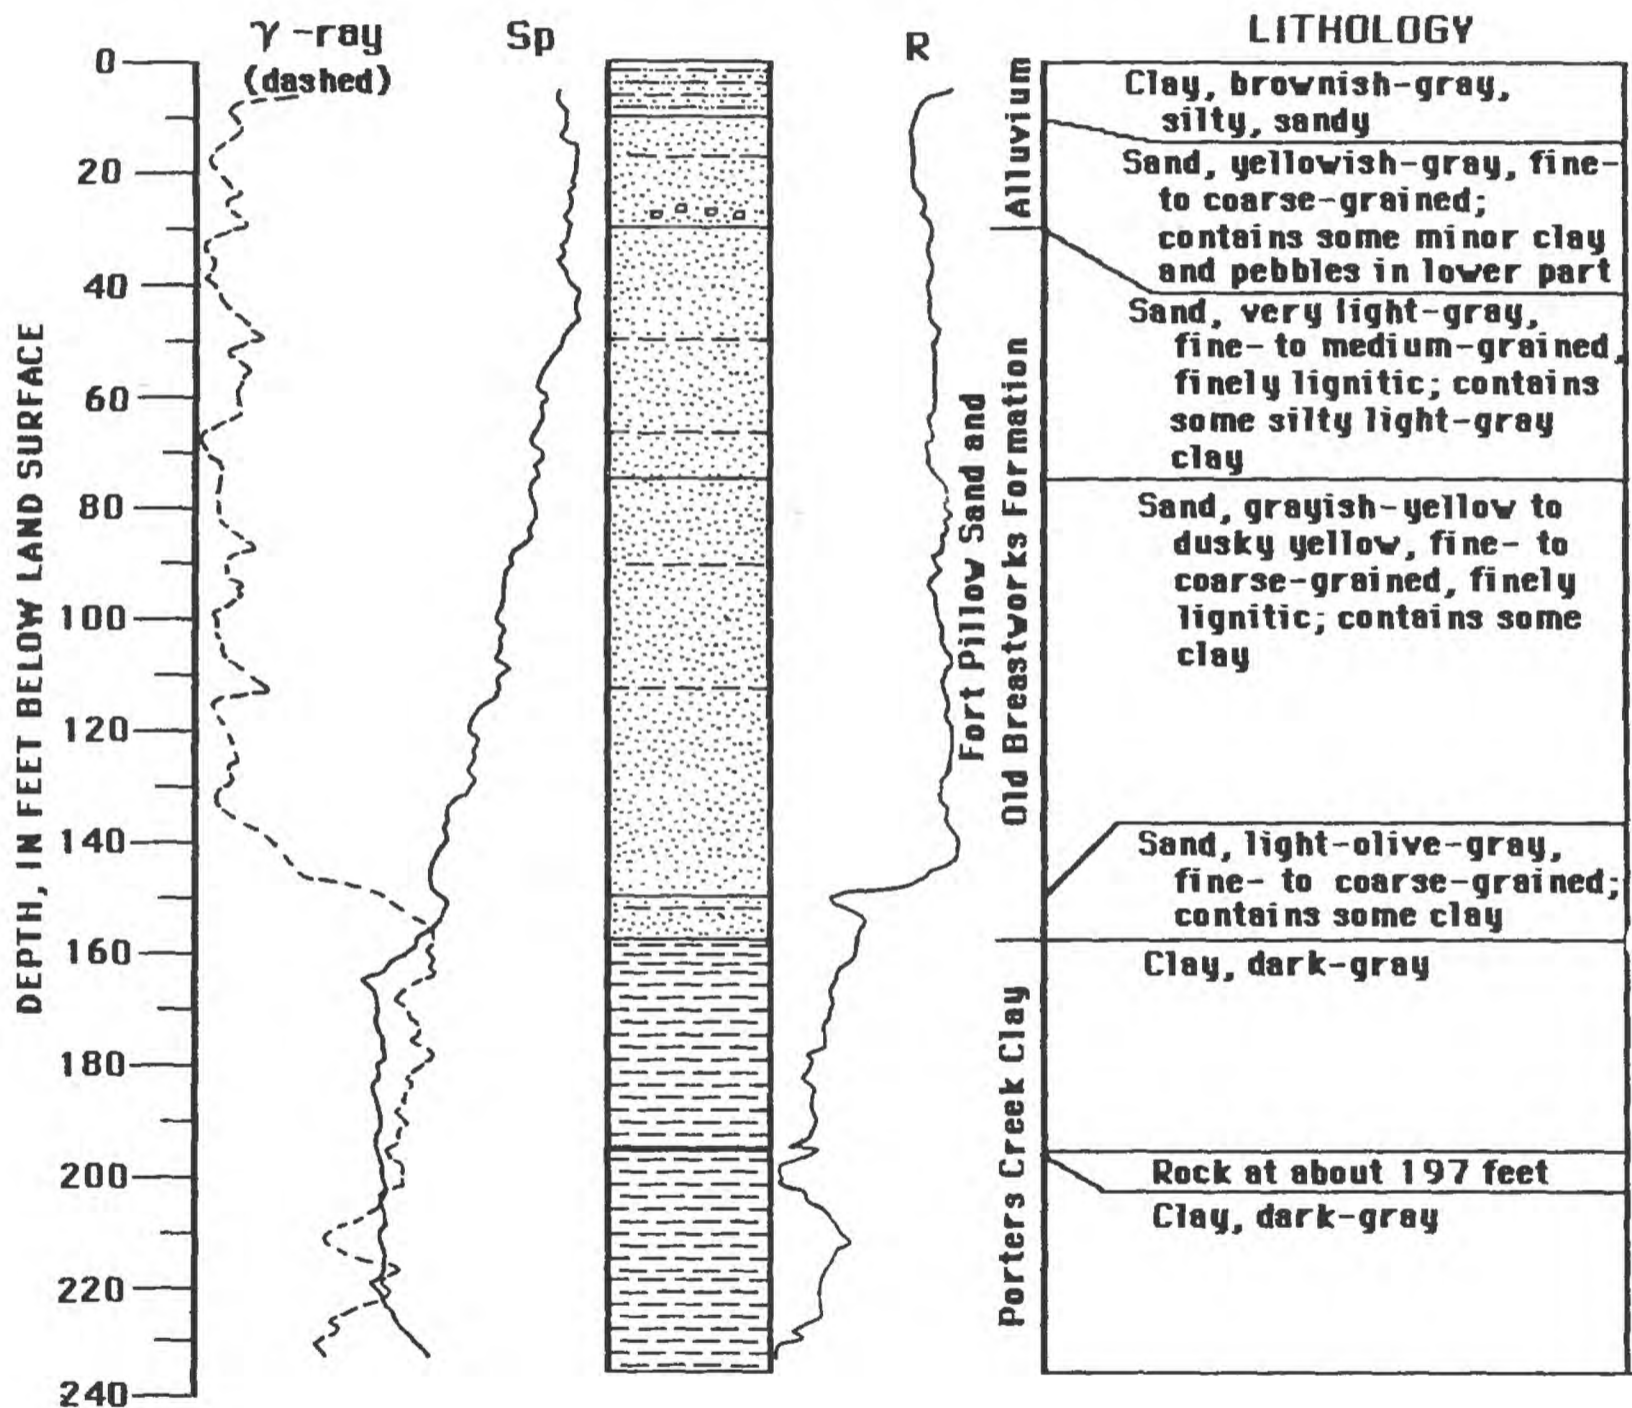 γ -ray
(dashed)
Sp
R
LITHOLOGY
DEPTH, IN FEET BELOW LAND SURFACE
0
20
40
60
80
100
120
140
160
180
200
220
240
Alluvium
Fort Pillow Sand and
Old Breastworks Formation
Porters Creek Clay
Clay, brownish-gray,
silty, sandy
Sand, yellowish-gray, fine-
to coarse-grained;
contains some minor clay
and pebbles in lower part
Sand, very light-gray,
fine- to medium-grained,
finely lignitic; contains
some silty light-gray
clay
Sand, grayish-yellow to
dusky yellow, fine- to
coarse-grained, finely
lignitic; contains some
clay
Sand, light-olive-gray,
fine- to coarse-grained;
contains some clay
Clay, dark-gray
Rock at about 197 feet
Clay, dark-gray